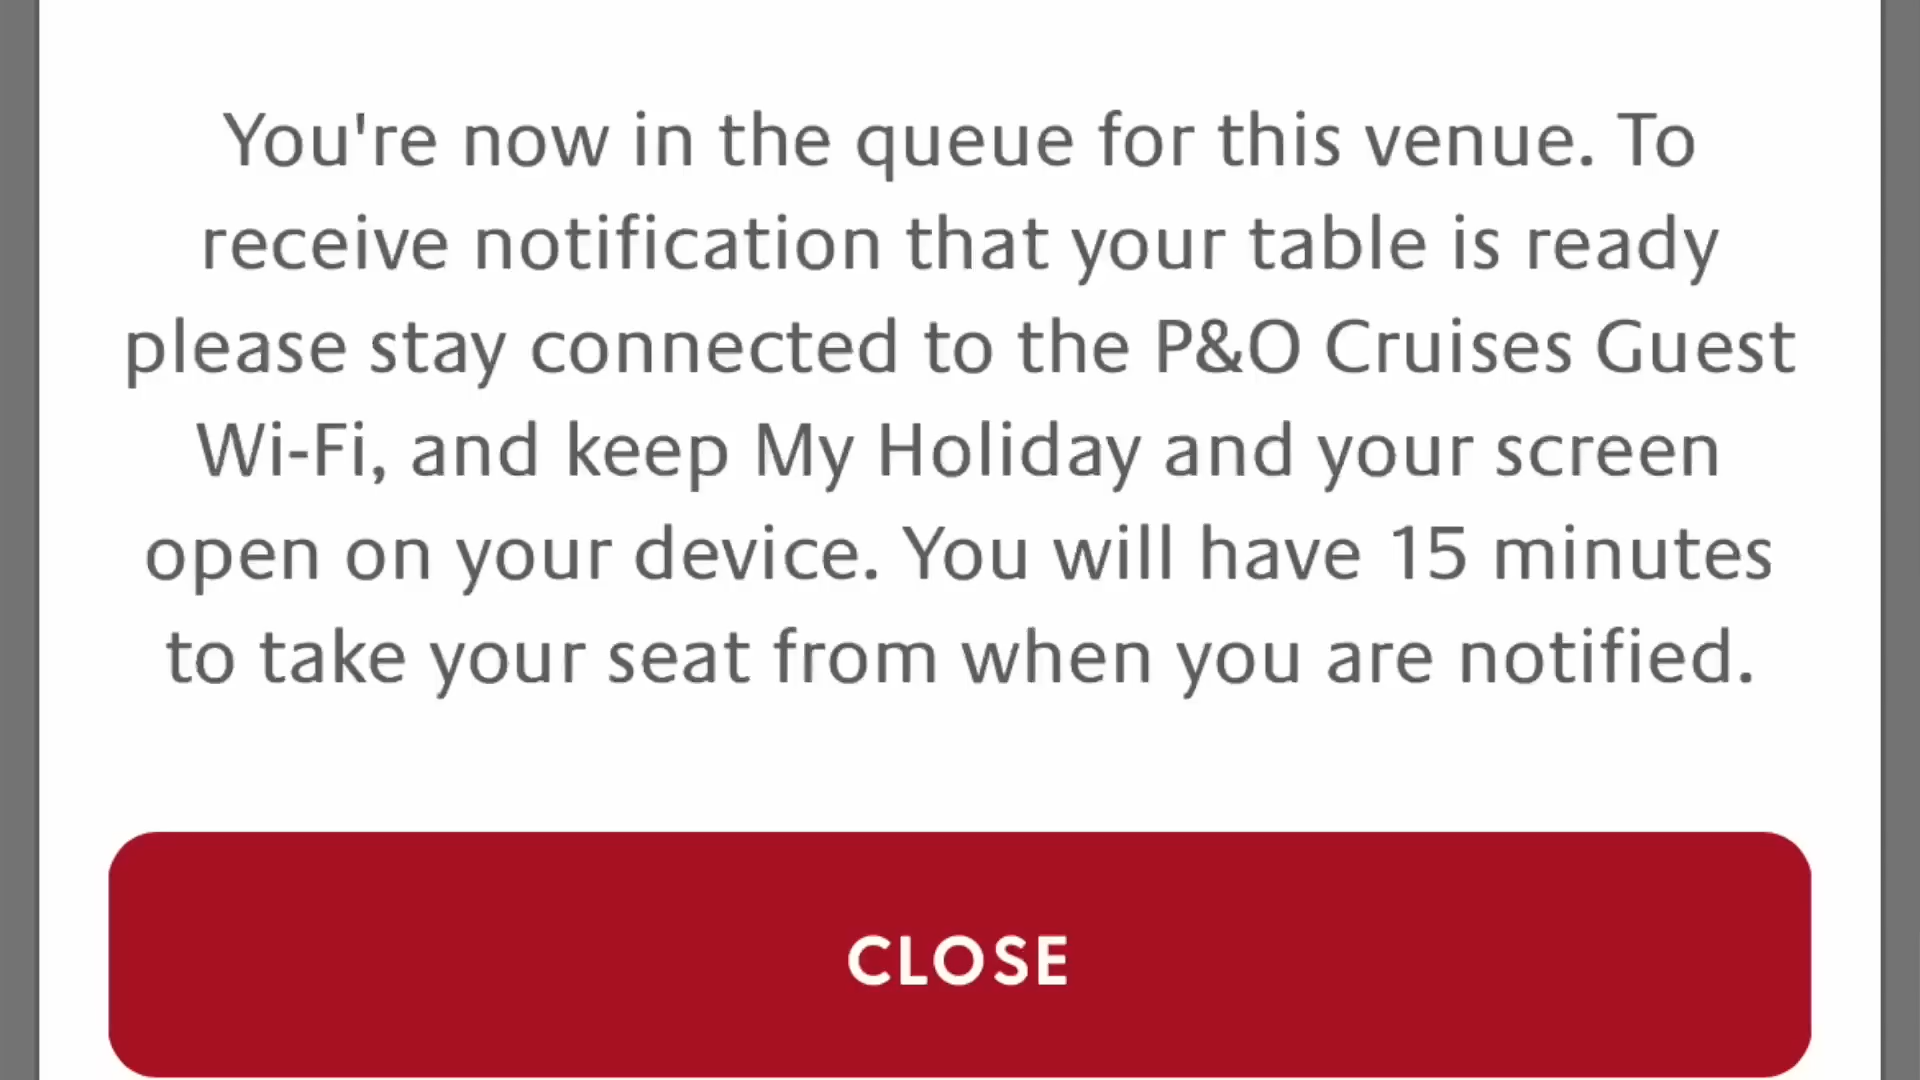 You're now in the queue for this venue. To
receive notification that your table is ready
please stay connected to the P&O Cruises Guest
Wi-Fi, and keep My Holiday and your screen
open on your device. You will have 15 minutes
to take your seat from when you are notified.
CLOSE